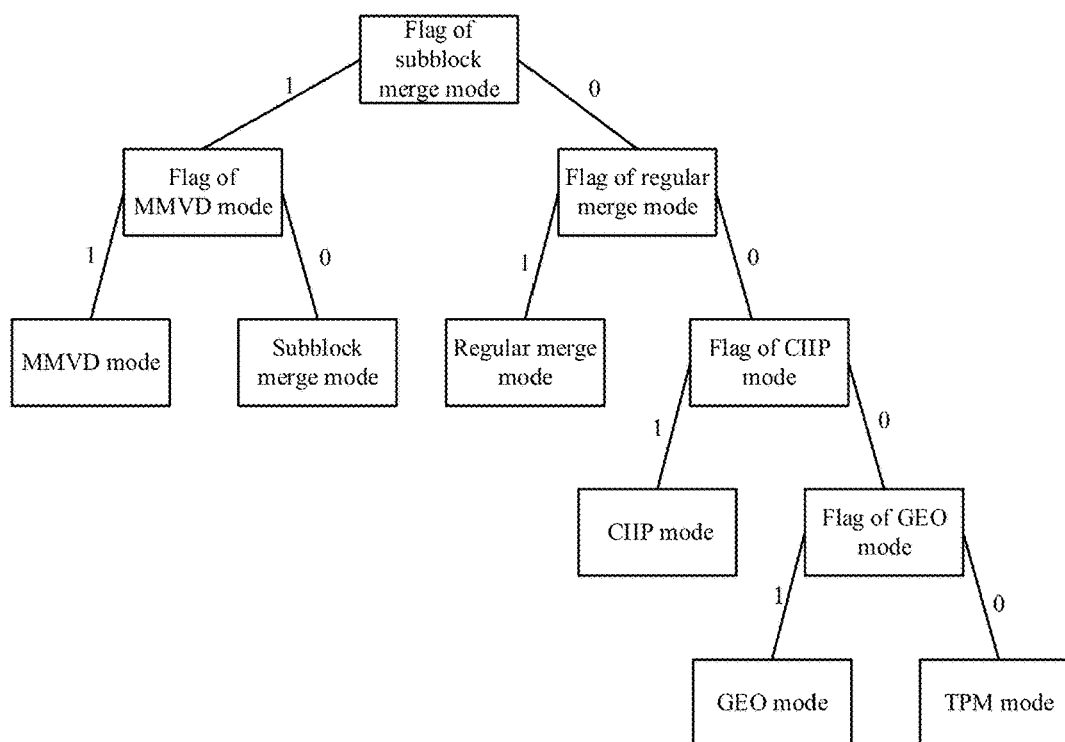 Flag of
subblock
merge mode
1
0
Flag of
MMVD mode
Flag of regular
merge mode
1
0
1
0
MMVD mode
Subblock
merge mode
Regular merge
mode
Flag of CIIP
mode
1
0
CIIP mode
Flag of GEO
mode
1
0
GEO mode
TPM mode